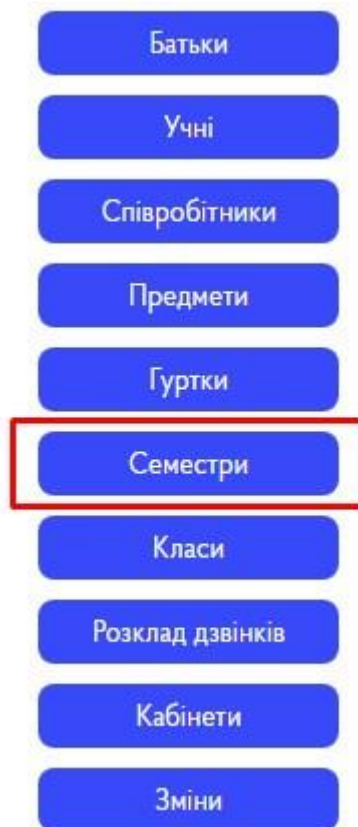 Батьки
Учні
Співробітники
Предмети
Гуртки
Семестри
Класи
Розклад дзвінків
Кабінети
Зміни